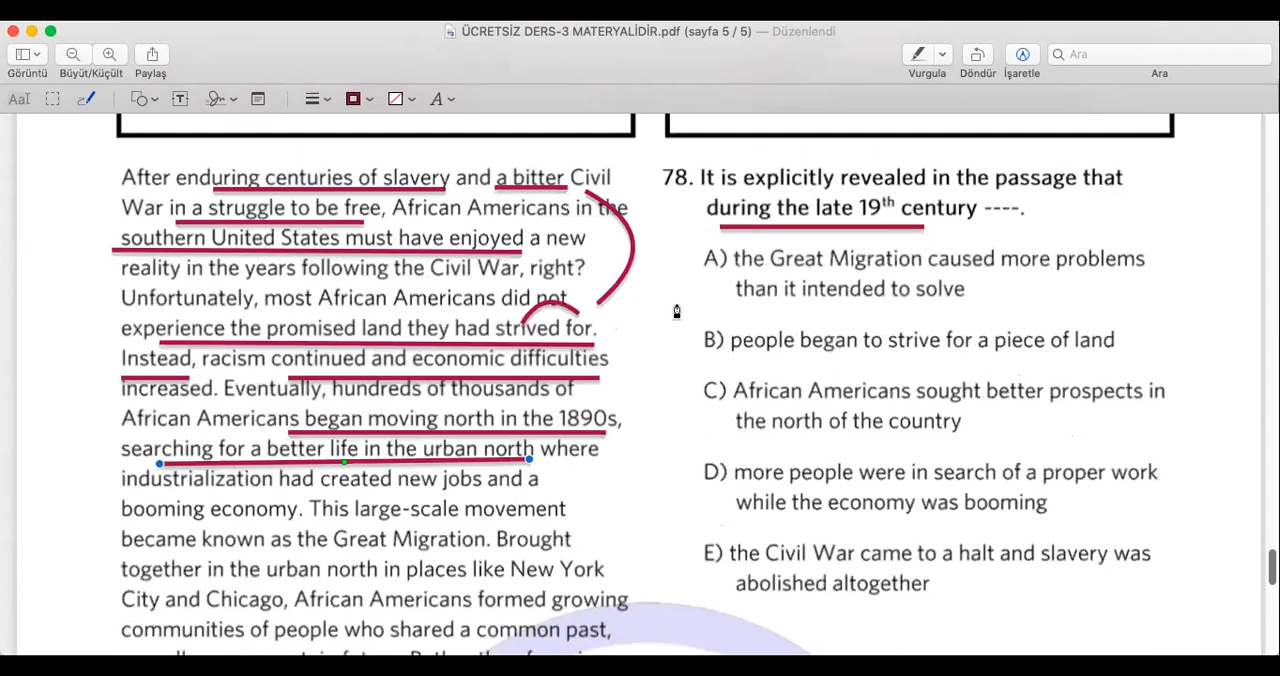 ÜCRETSİZ DERS-3 MATERYALİDİR.pdf (sayfa 5 / 5) — Düzenlendi
Görüntü
Büyüt/Küçült
Paylaş
Vurgula
Döndür
İşaretle
Ara
Ara
After enduring centuries of slavery and a bitter Civil
War in a struggle to be free, African Americans in the
southern United States must have enjoyed a new
reality in the years following the Civil War, right?
Unfortunately, most African Americans did not
experience the promised land they had strived for.
Instead, racism continued and economic difficulties
increased. Eventually, hundreds of thousands of
African Americans began moving north in the 1890s,
searching for a better life in the urban north where
industrialization had created new jobs and a
booming economy. This large-scale movement
became known as the Great Migration. Brought
together in the urban north in places like New York
City and Chicago, African Americans formed growing
communities of people who shared a common past,
78. It is explicitly revealed in the passage that
during the late 19th century ----.
A) the Great Migration caused more problems
than it intended to solve
B) people began to strive for a piece of land
C) African Americans sought better prospects in
the north of the country
D) more people were in search of a proper work
while the economy was booming
E) the Civil War came to a halt and slavery was
abolished altogether